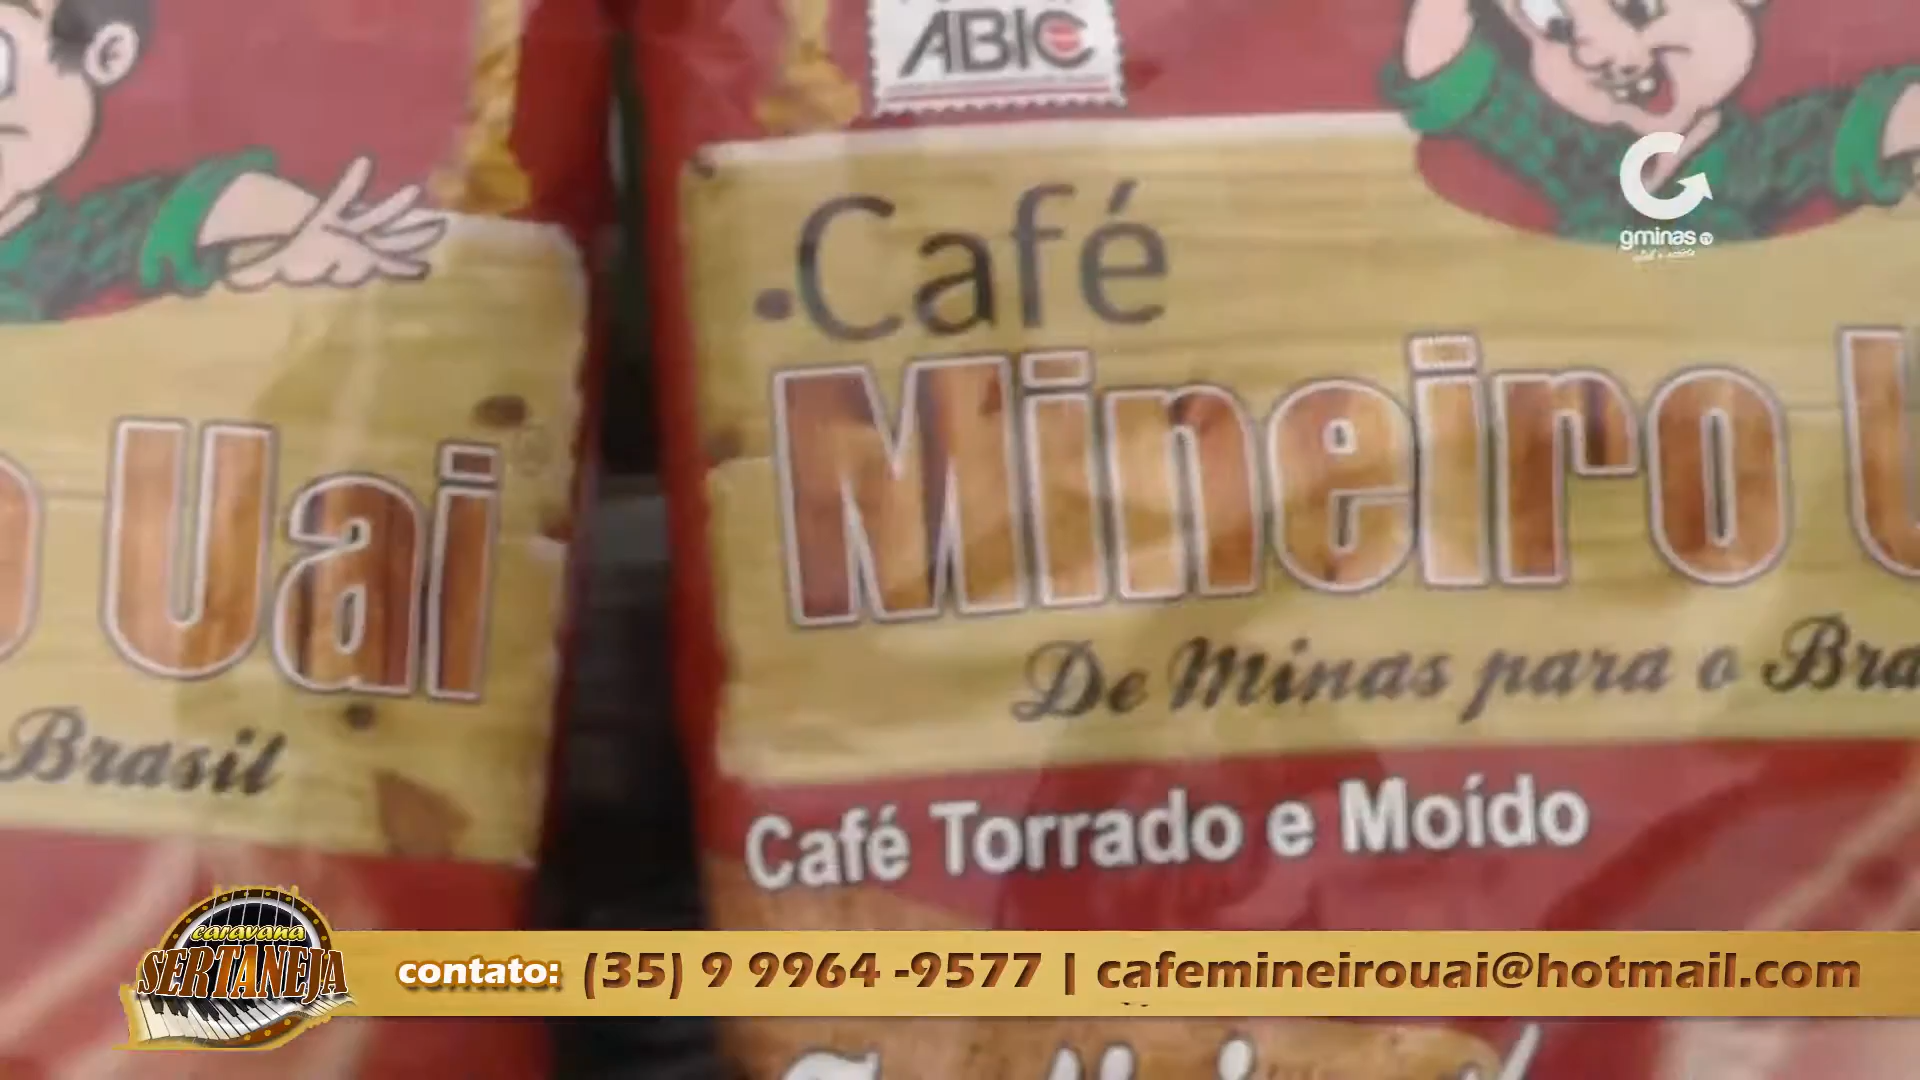 ABIC
gminas
Café
Mineiro
Uai
De Minas para o
Brasil
Café Torrado e Moído
caravana
SERTANEJA
contato: (35) 9 9964 -9577 | cafemineirouai@hotmail.com